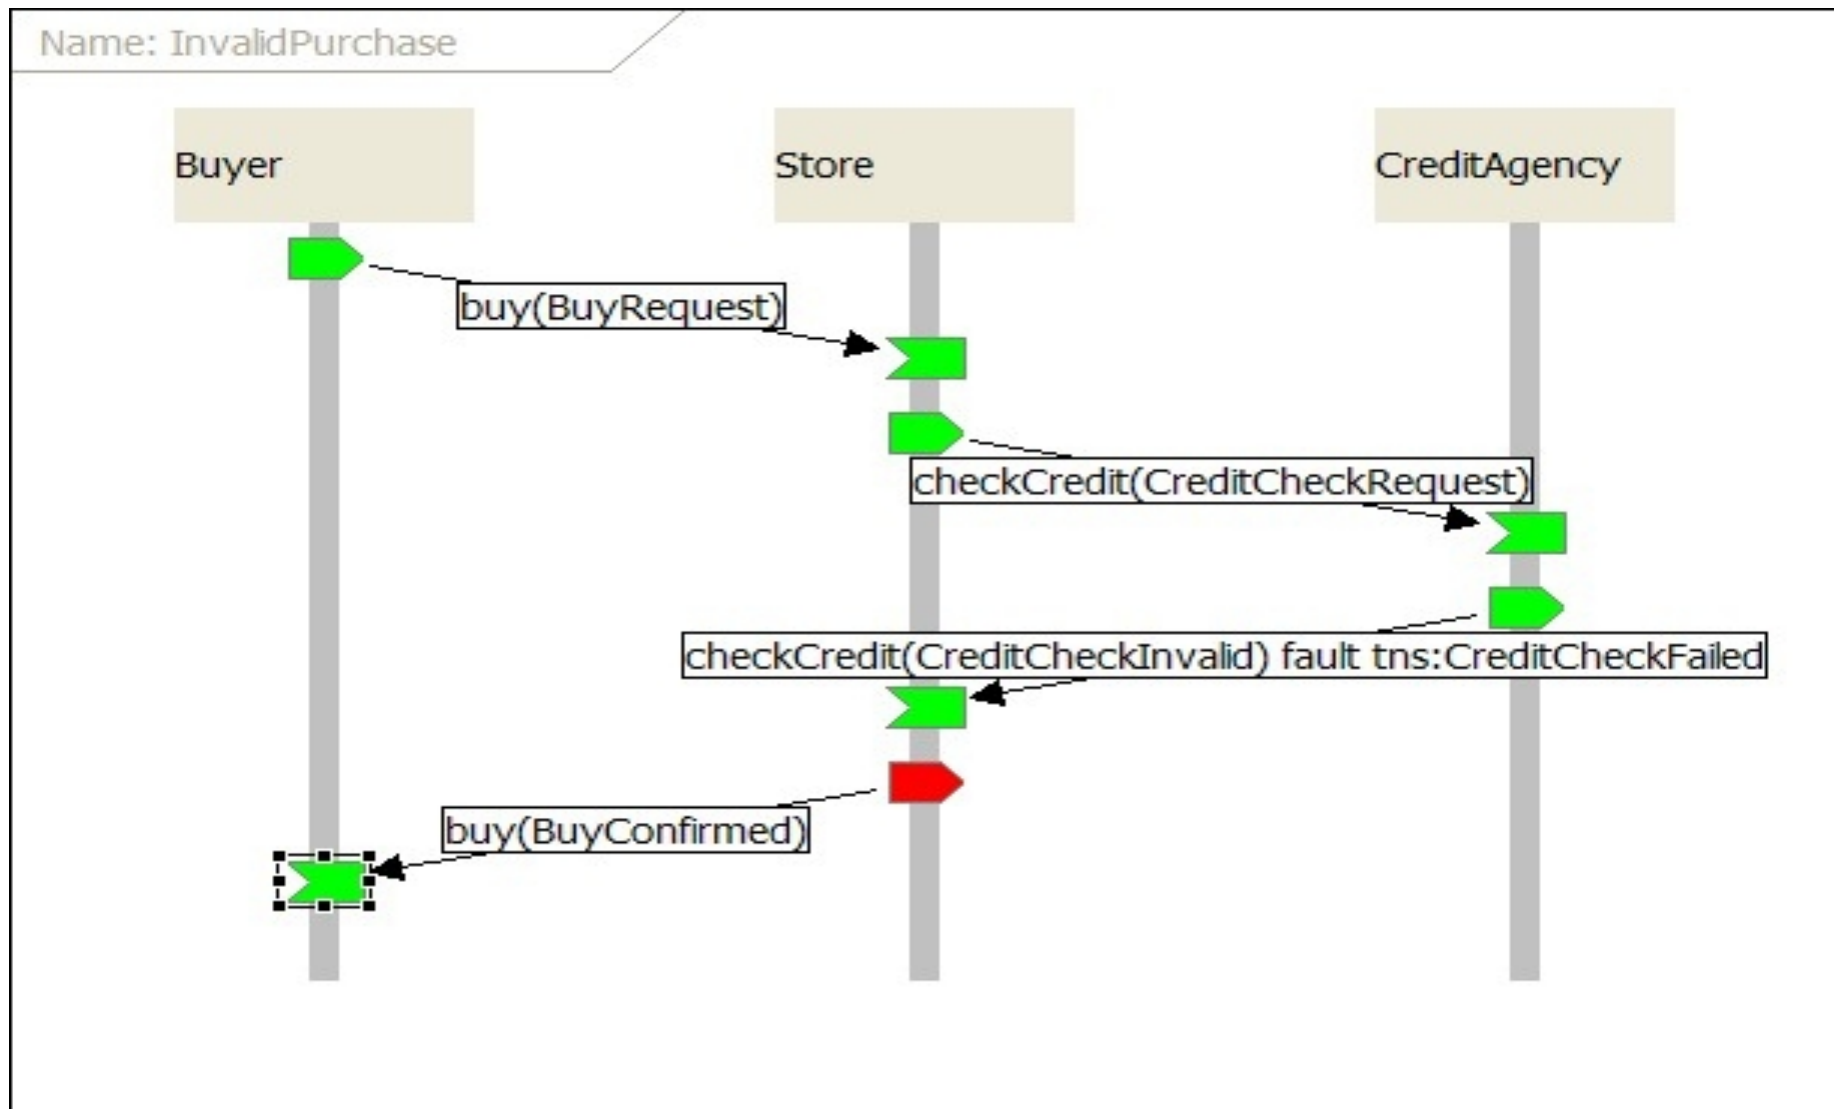 Name: InvalidPurchase
Buyer
Store
CreditAgency
buy(BuyRequest)
checkCredit(CreditCheckRequest)
checkCredit(CreditCheckInvalid) fault tns:CreditCheckFailed
buy(BuyConfirmed)